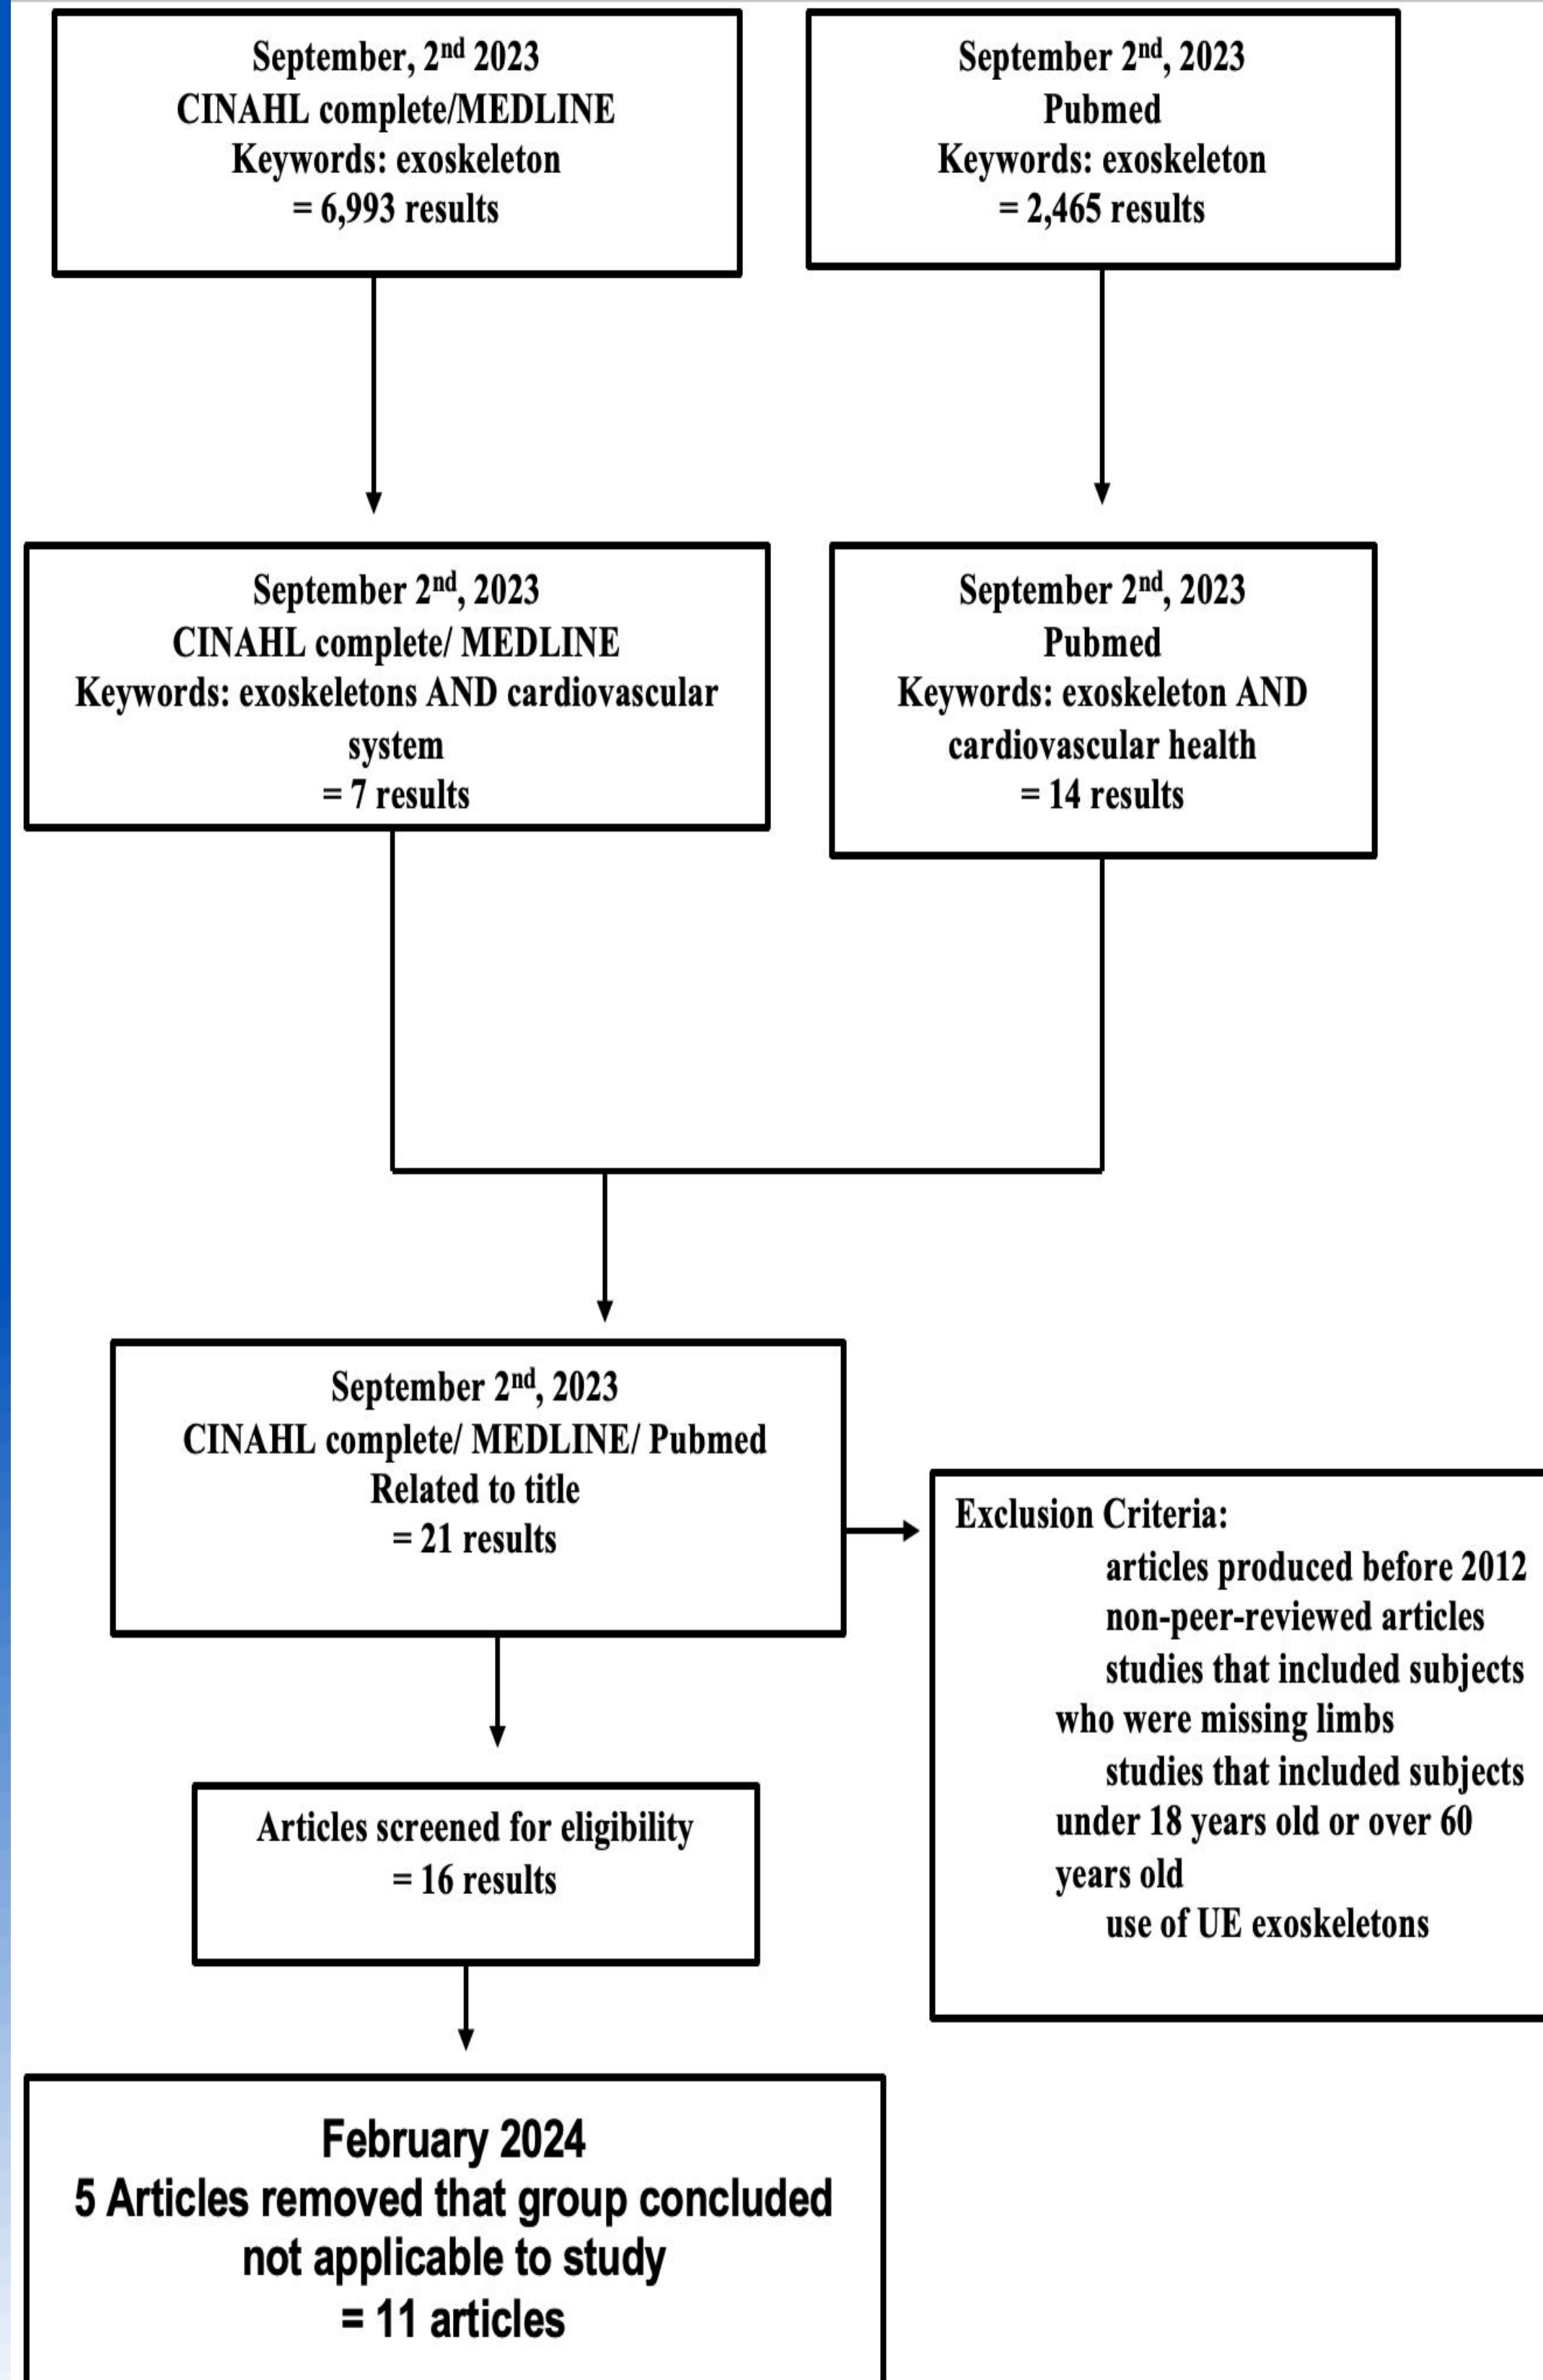 September, 2nd 2023
CINAHL complete/MEDLINE
Keywords: exoskeleton
= 6,993 results
September 2nd, 2023
Pubmed
Keywords: exoskeleton
= 2,465 results
September 2nd, 2023
CINAHL complete/ MEDLINE
Keywords: exoskeletons AND cardiovascular
system
= 7 results
September 2nd, 2023
Pubmed
Keywords: exoskeleton AND
cardiovascular health
= 14 results
September 2nd, 2023
CINAHL complete/ MEDLINE/ Pubmed
Related to title
= 21 results
Exclusion Criteria:
articles produced before 2012
non-peer-reviewed articles
studies that included subjects
who were missing limbs
studies that included subjects
under 18 years old or over 60
years old
use of UE exoskeletons
Articles screened for eligibility
= 16 results
February 2024
5 Articles removed that group concluded
not applicable to study
= 11 articles